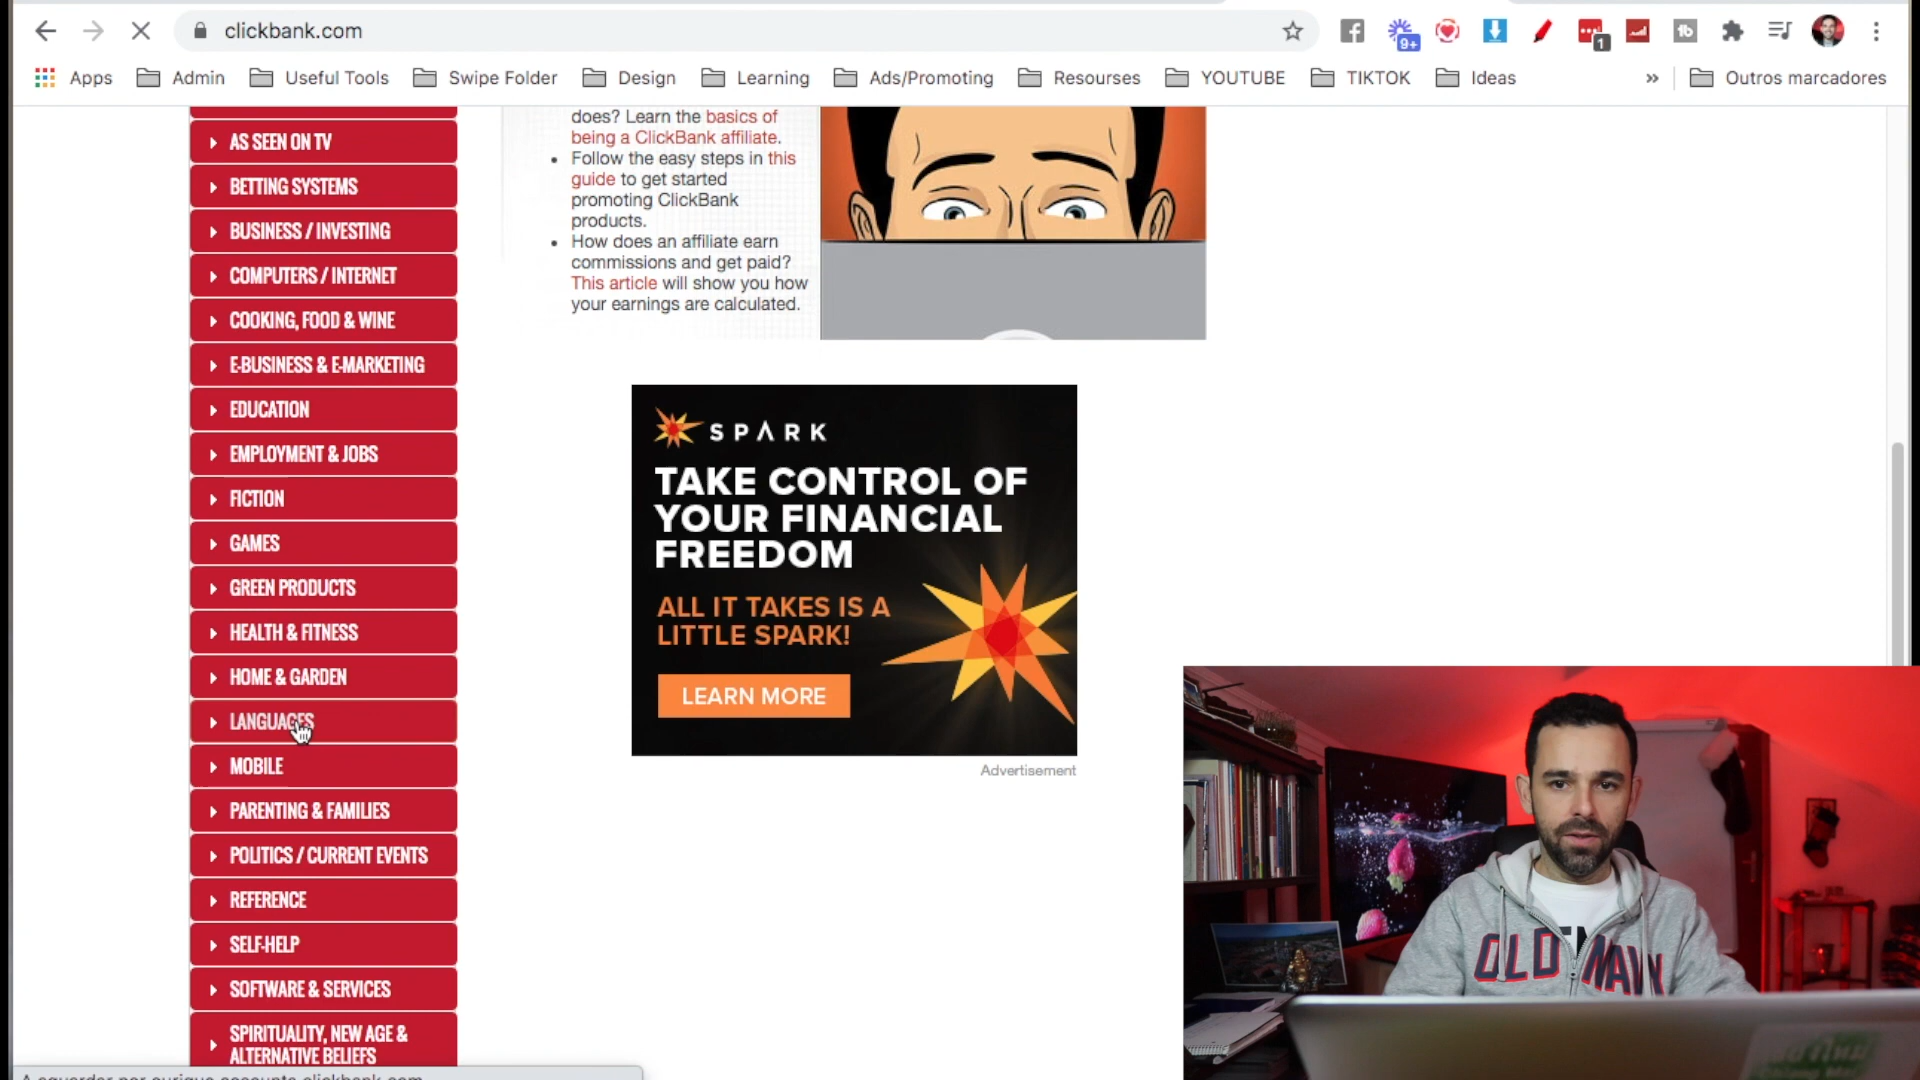 clickbank.com
9+
1
Apps
Admin
Useful Tools
Swipe Folder
Design
Learning
Ads/Promoting
Resourses
YOUTUBE
TIKTOK
Ideas
»
Outros marcadores
AS SEEN ON TV
BETTING SYSTEMS
BUSINESS / INVESTING
COMPUTERS / INTERNET
COOKING, FOOD & WINE
E-BUSINESS & E-MARKETING
EDUCATION
EMPLOYMENT & JOBS
FICTION
GAMES
GREEN PRODUCTS
HEALTH & FITNESS
HOME & GARDEN
LANGUAGES
MOBILE
PARENTING & FAMILIES
POLITICS / CURRENT EVENTS
REFERENCE
SELF-HELP
SOFTWARE & SERVICES
SPIRITUALITY, NEW AGE &
ALTERNATIVE BELIEFS
does? Learn the basics of
being a ClickBank affiliate.
• Follow the easy steps in this
guide to get started
promoting ClickBank
products.
• How does an affiliate earn
commissions and get paid?
This article will show you how
your earnings are calculated.
SPARK
TAKE CONTROL OF
YOUR FINANCIAL
FREEDOM
ALL IT TAKES IS A
LITTLE SPARK!
LEARN MORE
Advertisement
OLD NAVY